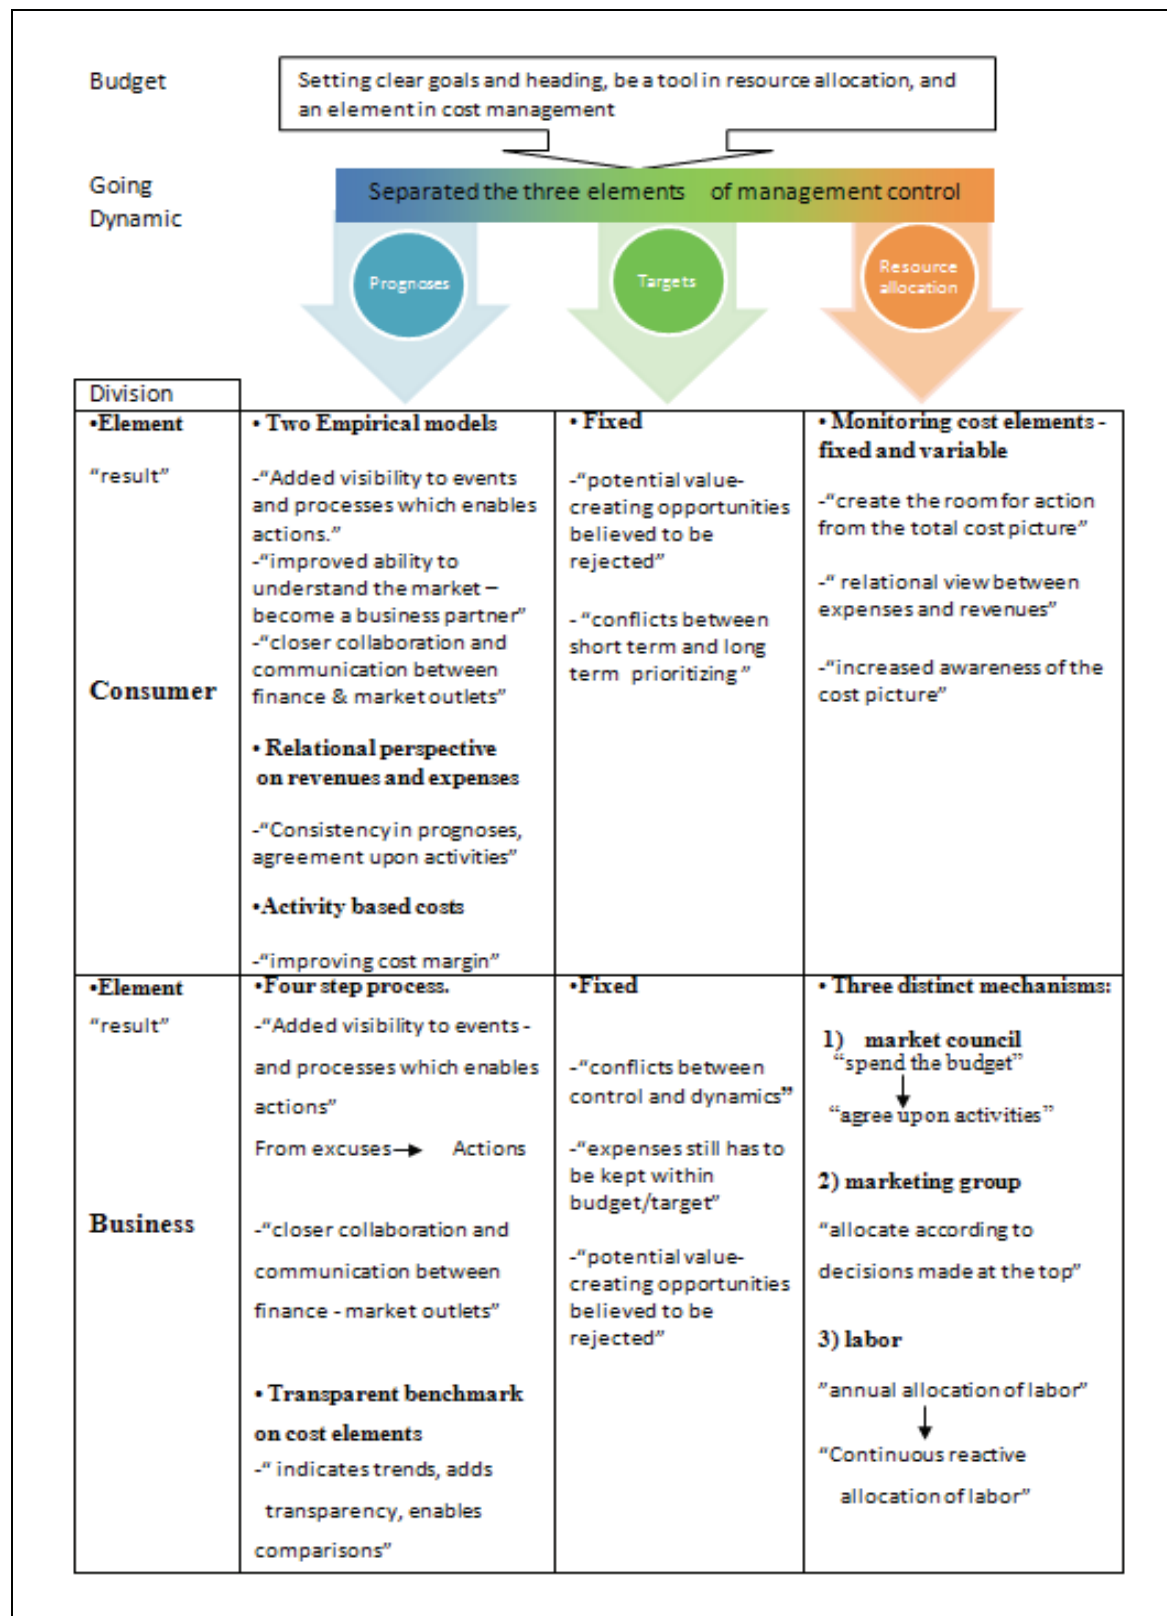 Budget
Setting clear goals and heading, be a tool in resource allocation, and
an element in cost management
Going
Dynamic
Separated the three elements of management control
Prognoses
Targets
Resource
allocation
Division
•Element
"result"
Consumer
• Two Empirical models
-"Added visibility to events
and processes which enables
actions."
-"improved ability to
understand the market –
become a business partner"
-"closer collaboration and
communication between
finance & market outlets"
• Relational perspective
on revenues and expenses
-"Consistency in prognoses,
agreement upon activities"
•Activity based costs
-"improving cost margin"
• Fixed
-"potential value-
creating opportunities
believed to be
rejected"
- "conflicts between
short term and long
term prioritizing"
• Monitoring cost elements -
fixed and variable
-"create the room for action
from the total cost picture"
-" relational view between
expenses and revenues"
-"increased awareness of the
cost picture"
•Element
"result"
Business
•Four step process.
-"Added visibility to events -
and processes which enables
actions"
From excuses→ Actions
-"closer collaboration and
communication between
finance - market outlets"
• Transparent benchmark
on cost elements
-" indicates trends, adds
transparency, enables
comparisons"
•Fixed
-"conflicts between
control and dynamics"
-"expenses still has to
be kept within
budget/target"
-"potential value-
creating opportunities
believed to be
rejected"
• Three distinct mechanisms:
1) market council
"spend the budget"
"agree upon activities"
2) marketing group
"allocate according to
decisions made at the top"
3) labor
"annual allocation of labor"
"Continuous reactive
allocation of labor"